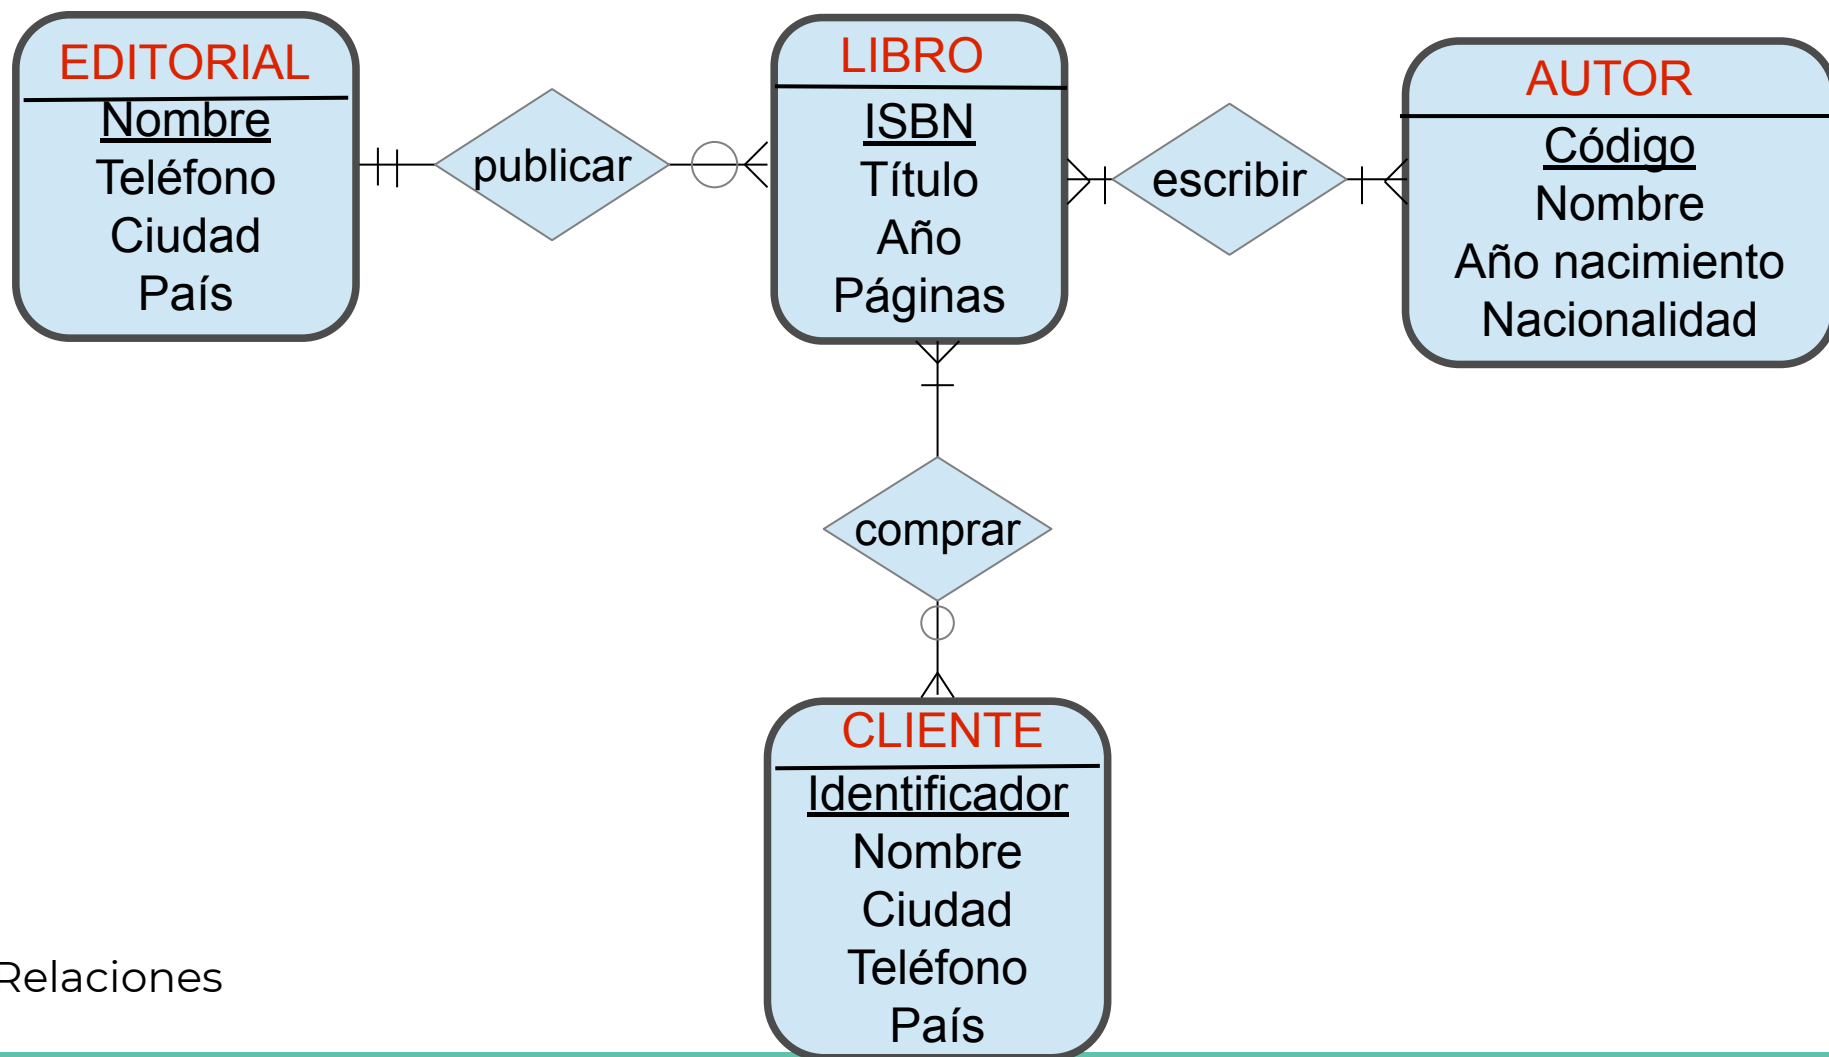 EDITORIAL
Nombre
Teléfono
Ciudad
País
publicar
LIBRO
ISBN
Título
Año
Páginas
escribir
AUTOR
Código
Nombre
Año nacimiento
Nacionalidad
comprar
CLIENTE
Identificador
Nombre
Ciudad
Teléfono
País
Relaciones